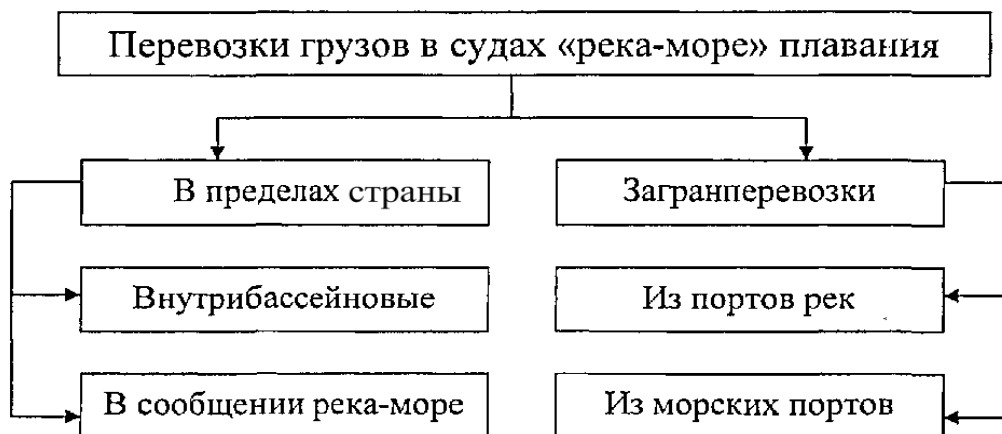 Перевозки грузов в судах «река-море» плавания
В пределах страны
Загранперевозки
Внутрибассейновые
Из портов рек
В сообщении река-море
Из морских портов